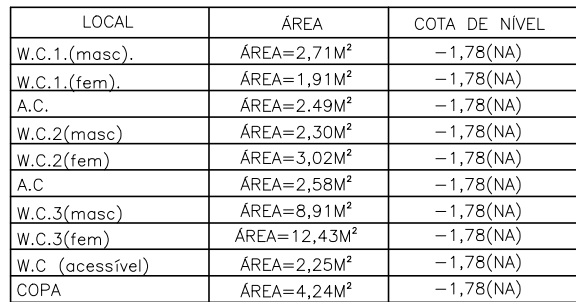 LOCAL ÁREA COTA DE NÍVEL
W.C.1.(masc). ÁREA=2,71M² −1,78(NA)
W.C.1.(fem). ÁREA=1,91M² −1,78(NA)
A.C. ÁREA=2.49M² −1,78(NA)
W.C.2(masc) ÁREA=2,30M² −1,78(NA)
W.C.2(fem) ÁREA=3,02M² −1,78(NA)
A.C ÁREA=2,58M² −1,78(NA)
W.C.3(masc) ÁREA=8,91M² −1,78(NA)
W.C.3(fem) ÁREA=12,43M² −1,78(NA)
W.C (acessível) ÁREA=2,25M² −1,78(NA)
COPA ÁREA=4,24M² −1,78(NA)